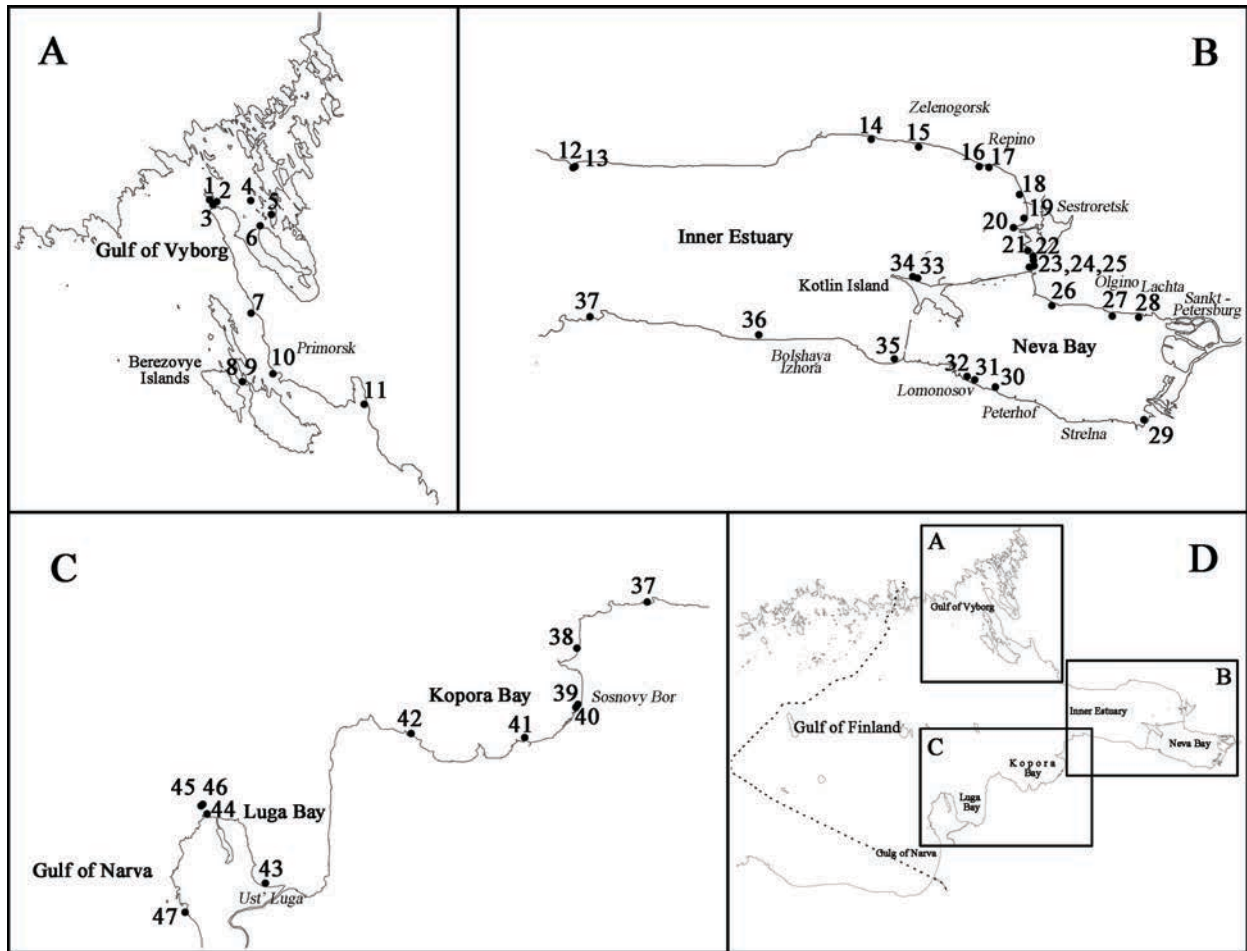 A
1 2 4
3
5
6
Gulf of Vyborg
7
Primorsk
10
Berezovye
Islands
8 9
11
B
Zelenogorsk
14 15
Repino
16 17
12 13
18
19
Sestroretsk
20
Inner Estuary
21 22
23,24,25
34 33
Olgino Lachta
Kotlin Island
26 27 28
Sankt -
Petersburg
37
36
Neva Bay
Bolshava
Izhora
35
32 31 30
Lomonosov
Peterhof
Strelna
29
C
37
38
39
Sosnovy Bor
Kopora Bay
40
42 41
45 46
44 Luga Bay
Gulf of Narva
43
Ust' Luga
47
D
A
Gulf of Vyborg
B
Inner Estuary
Gulf of Finland
Neva Bay
C
Kopora
Bay
Luga
Bay
Gulg of Narva